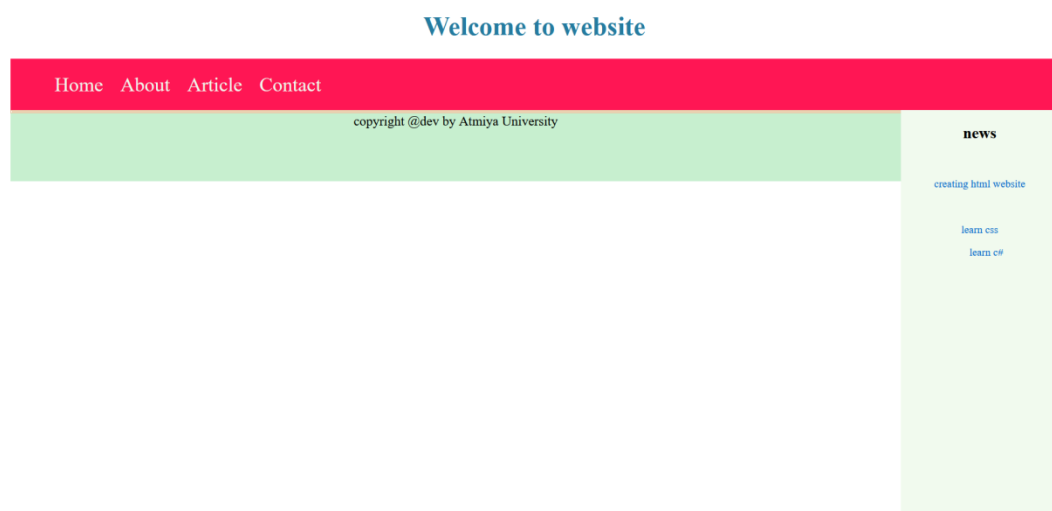 Welcome to website
Home About Article Contact
copyright @dev by Atmiya University
news
creating html website
learn css
learn c#